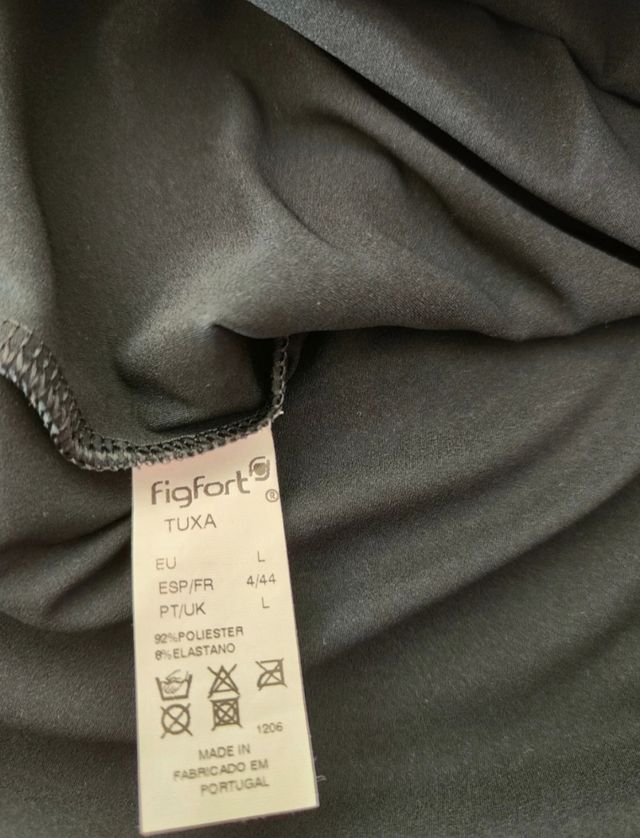 figfort ®
TUXA
EU L
ESP/FR 4/44
PT/UK L
92%POLIESTER
8%ELASTANO
1206
MADE IN
FABRICADO EM
PORTUGAL